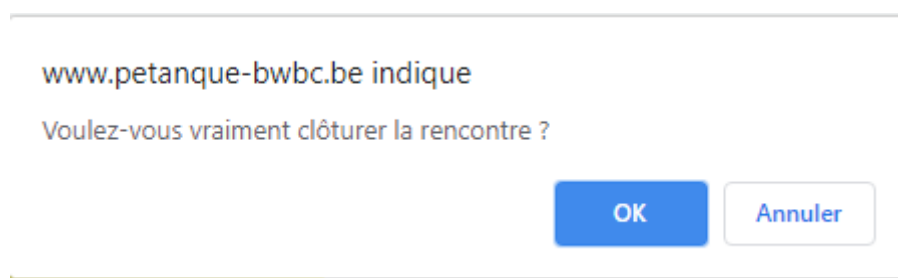 www.petanque-bwbc.be indique
Voulez-vous vraiment clôturer la rencontre ?
OK Annuler